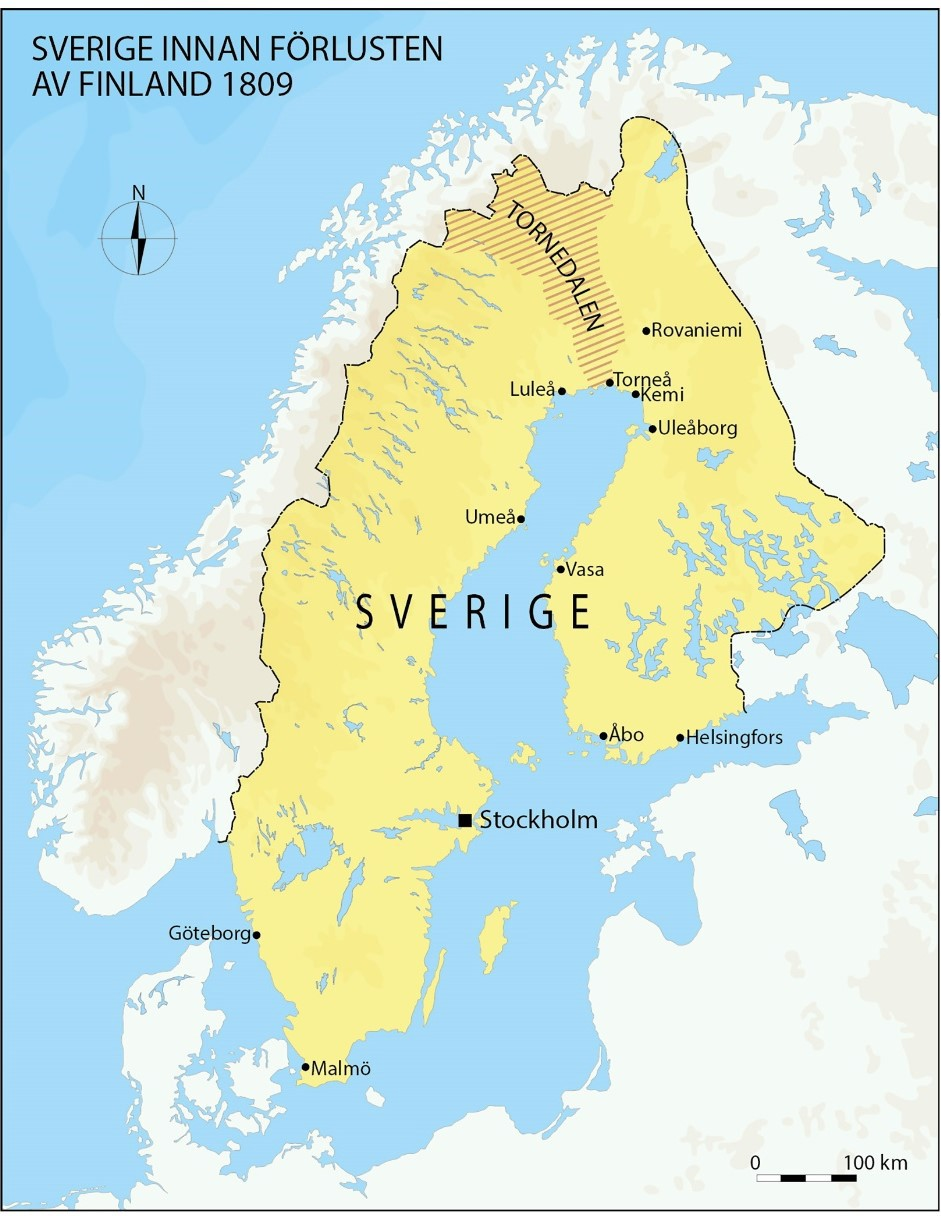 SVERIGE INNAN FÖRLUSTEN
AV FINLAND 1809
N
TORNEDALEN
Rovaniemi
Luleå
Torneå
Kemi
Uleåborg
Umeå
Vasa
SVERIGE
Åbo
Helsingfors
Stockholm
Göteborg
Malmö
0 100 km